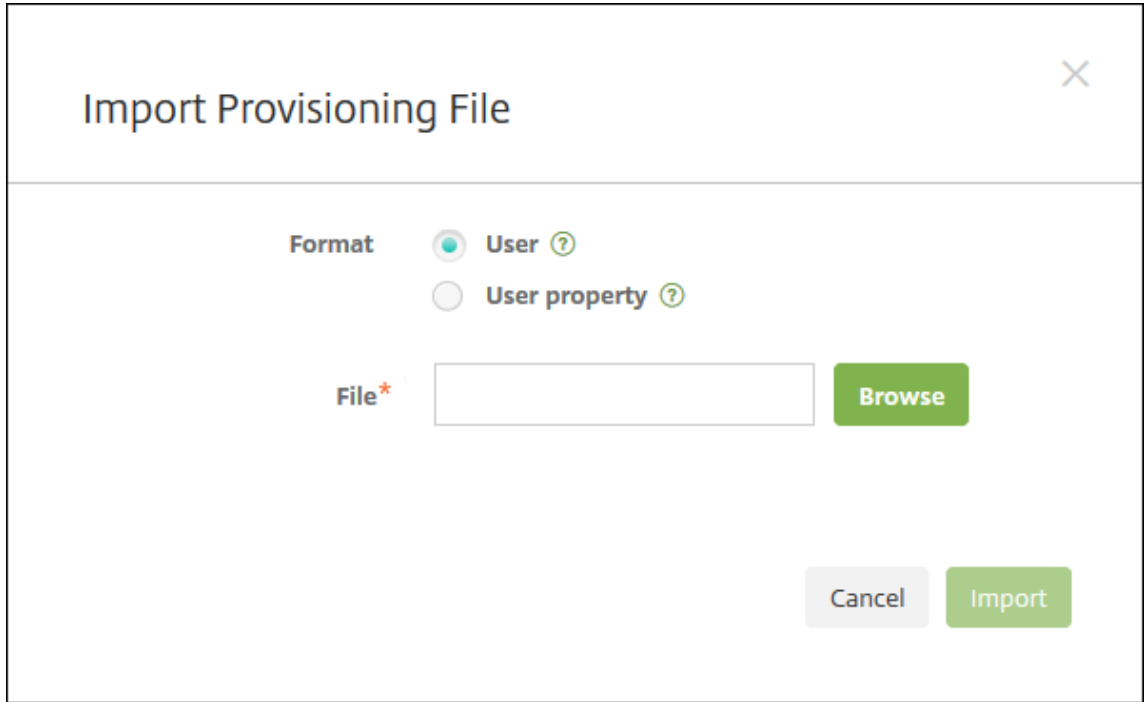 Import Provisioning File
Format
User ?
User property ?
File*
Browse
Cancel
Import